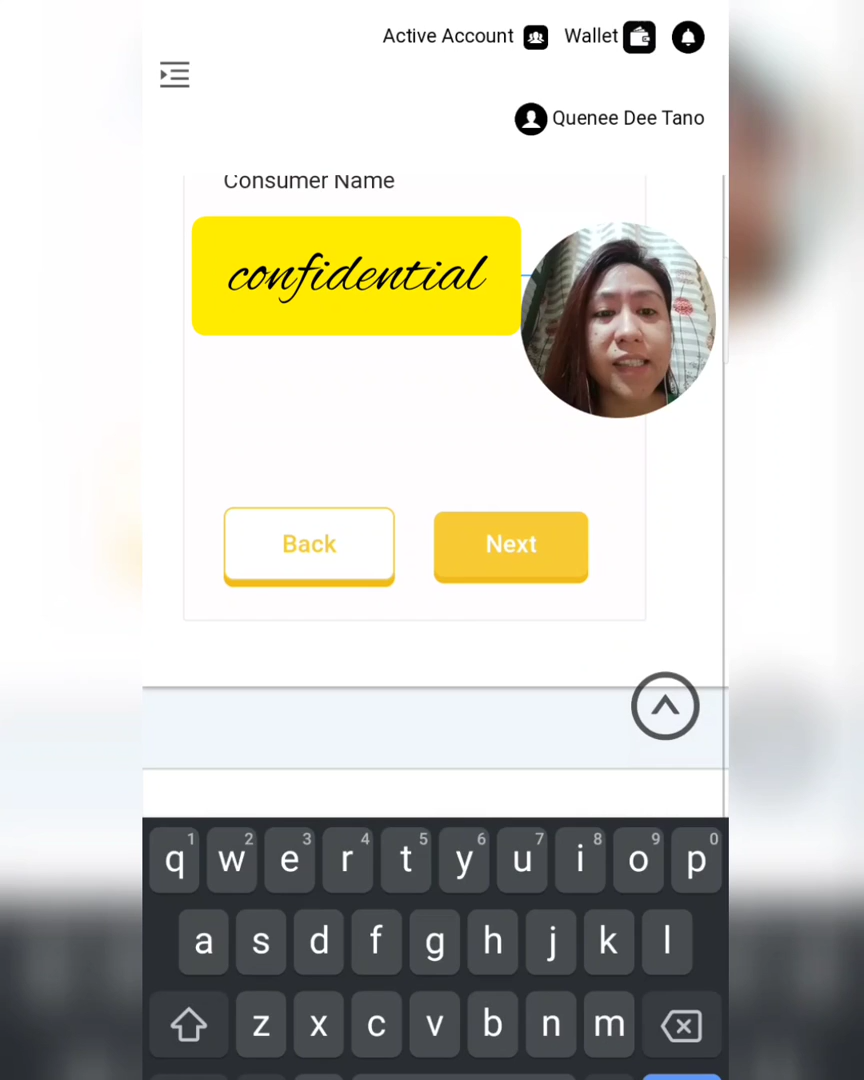 Active Account Wallet
Quenee Dee Tano
Consumer Name
confidential
Back Next
q1 w2 e3 r4 t5 y6 u7 i8 o9 p0
a s d f g h j k l
z x c v b n m